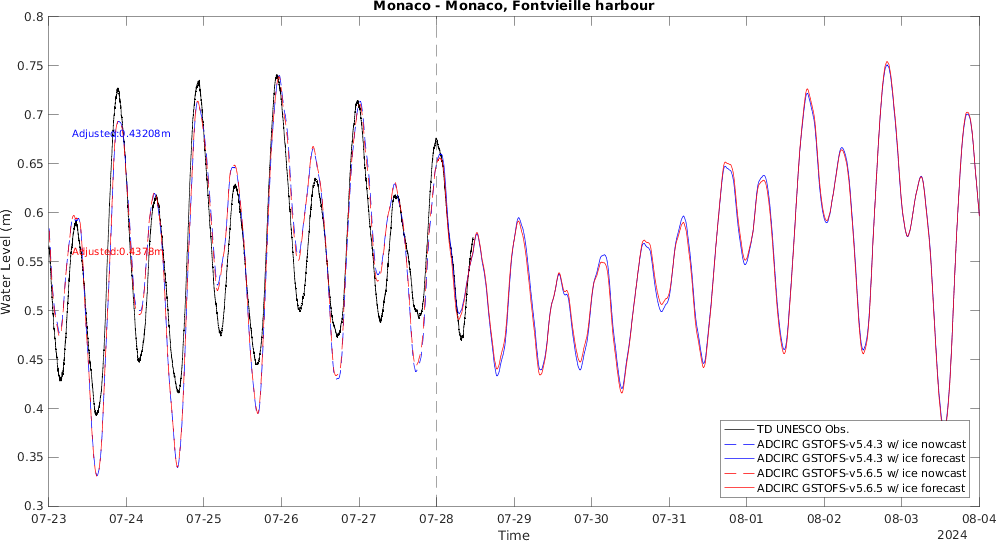 Monaco - Monaco, Fontvieille harbour
Water Level (m)
0.8
0.75
0.7
0.65
0.6
0.55
0.5
0.45
0.4
0.35
0.3
Adjusted:0.43208m
Adjusted:0.4378m
TD UNESCO Obs.
ADCIRC GSTOFS-v5.4.3 w/ ice nowcast
ADCIRC GSTOFS-v5.4.3 w/ ice forecast
ADCIRC GSTOFS-v5.6.5 w/ ice nowcast
ADCIRC GSTOFS-v5.6.5 w/ ice forecast
07-23 07-24 07-25 07-26 07-27 07-28 07-29 07-30 07-31 08-01 08-02 08-03 08-04
Time
2024